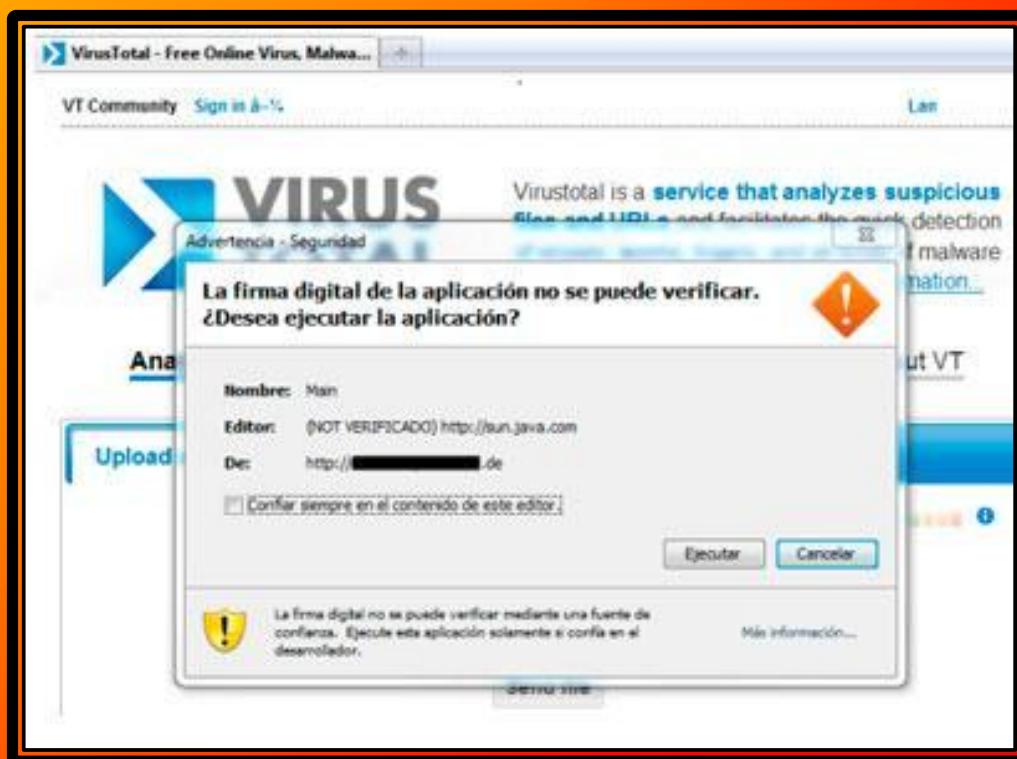 VirusTotal - Free Online Virus, Malwa...
VT Community Sign in â–¼ Lan
VIRUS
Virustotal is a service that analyzes suspicious
files and URLs and facilitates the quick detection
malware
Advertencia - Seguridad
La firma digital de la aplicación no se puede verificar.
¿Desea ejecutar la aplicación?
Ana
ut VT
Nombre: Main
Editor: (NOT VERIFICADO) http://sun.java.com
De: http:// .de
Upload
Confiar siempre en el contenido de este editor.
Ejecutar Cancelar
La firma digital no se puede verificar mediante una fuente de
confianza. Ejecute esta aplicación solamente si confía en el
desarrollador.
Más información...
Send file